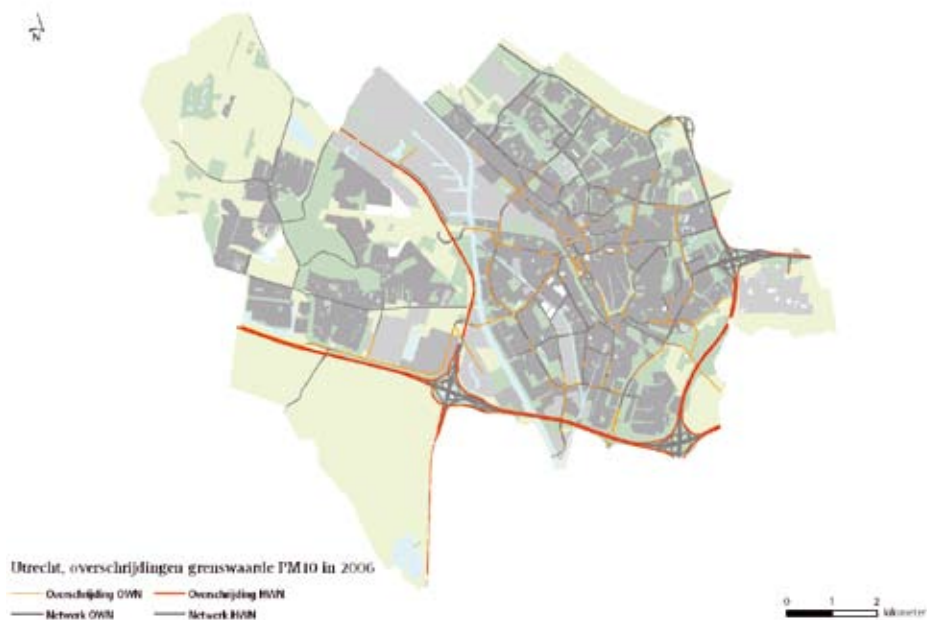 N
Utrecht, overschrijdingen grenswaarde PM10 in 2006
Overschrijding OWN Overschrijding HWN
Netwerk OWN Netwerk HWN
0 1 2 kilometer